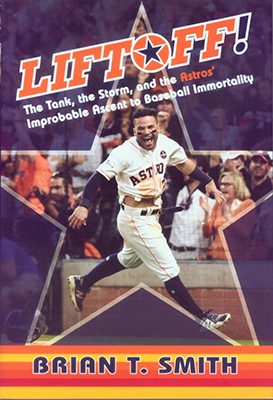 LIFTOFF!
The Tank, the Storm, and the Astros'
Improbable Ascent to Baseball Immortality
ASTROS
BRIAN T. SMITH